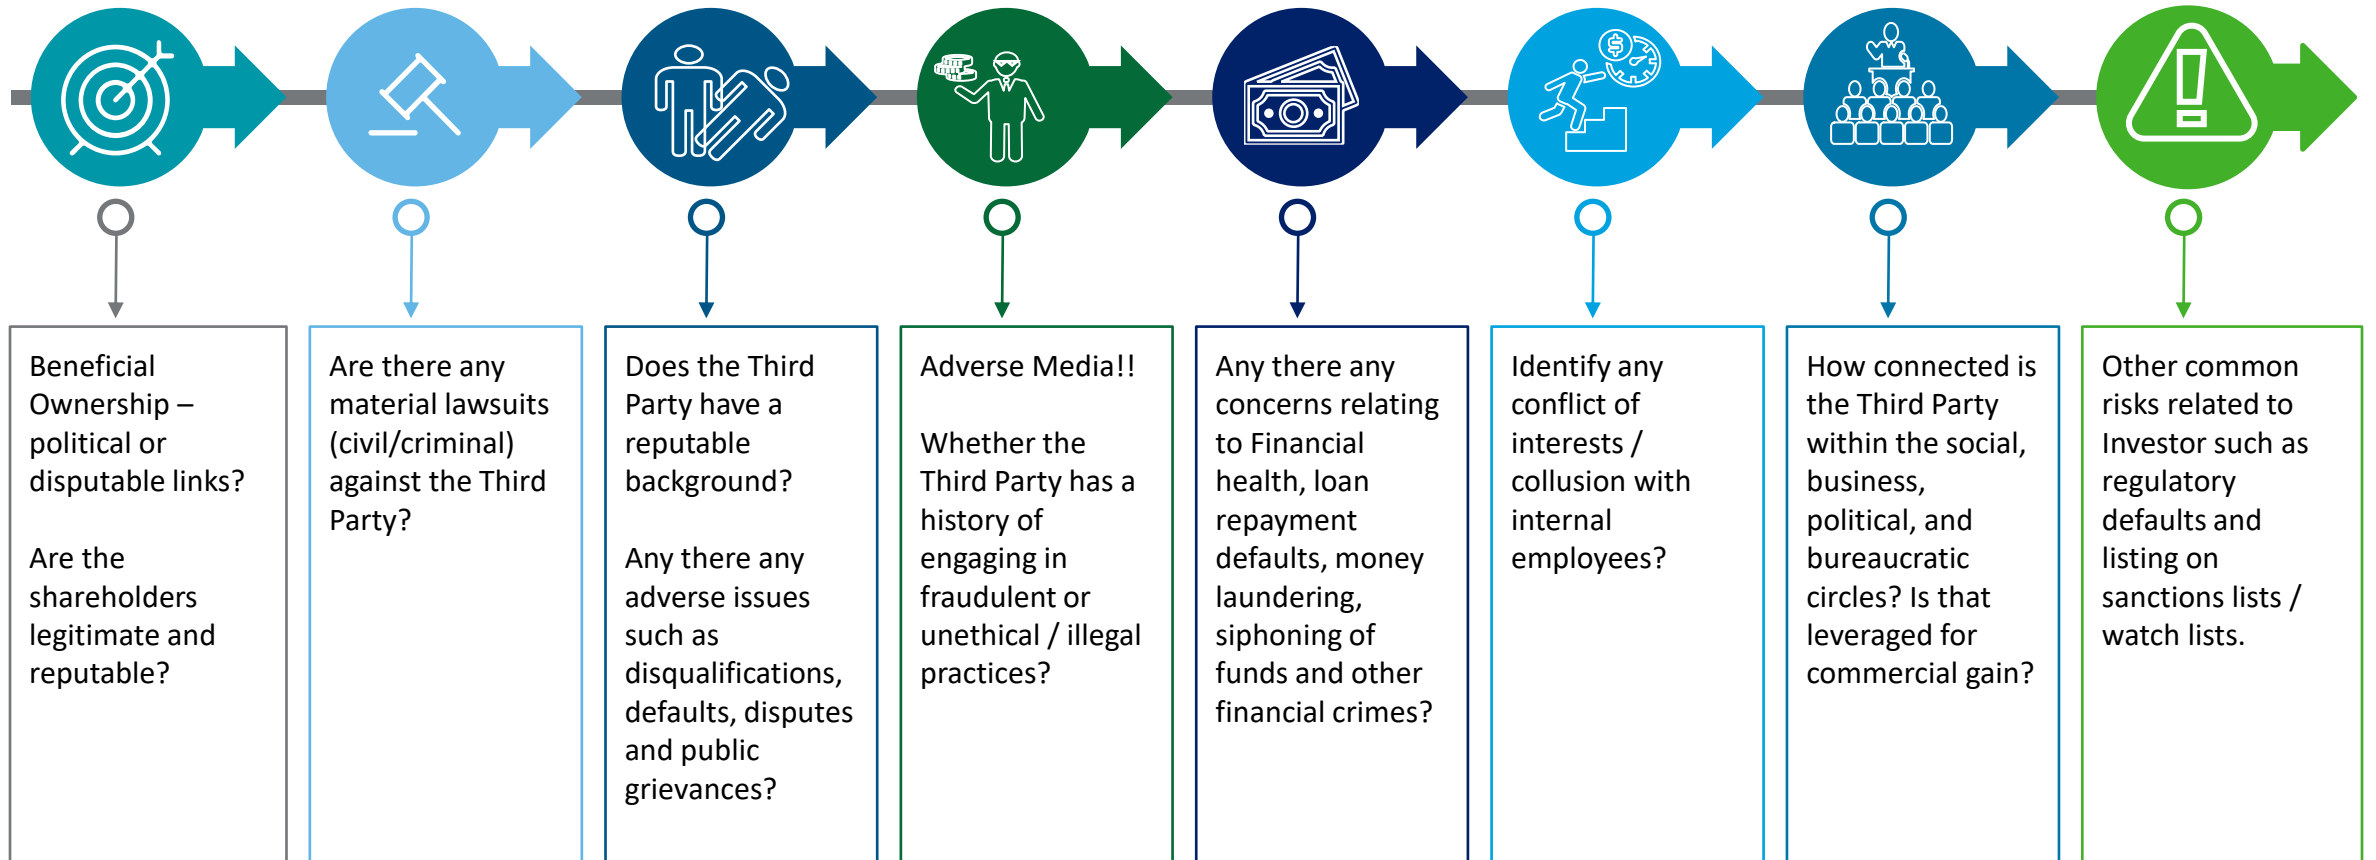 Beneficial
Ownership –
political or
disputable links?
Are the
shareholders
legitimate and
reputable?
Are there any
material lawsuits
(civil/criminal)
against the Third
Party?
Does the Third
Party have a
reputable
background?
Any there any
adverse issues
such as
disqualifications,
defaults, disputes
and public
grievances?
Adverse Media!!
Whether the
Third Party has a
history of
engaging in
fraudulent or
unethical / illegal
practices?
Any there any
concerns relating
to Financial
health, loan
repayment
defaults, money
laundering,
siphoning of
funds and other
financial crimes?
$
Identify any
conflict of
interests /
collusion with
internal
employees?
How connected is
the Third Party
within the social,
business,
political, and
bureaucratic
circles? Is that
leveraged for
commercial gain?
Other common
risks related to
Investor such as
regulatory
defaults and
listing on
sanctions lists /
watch lists.